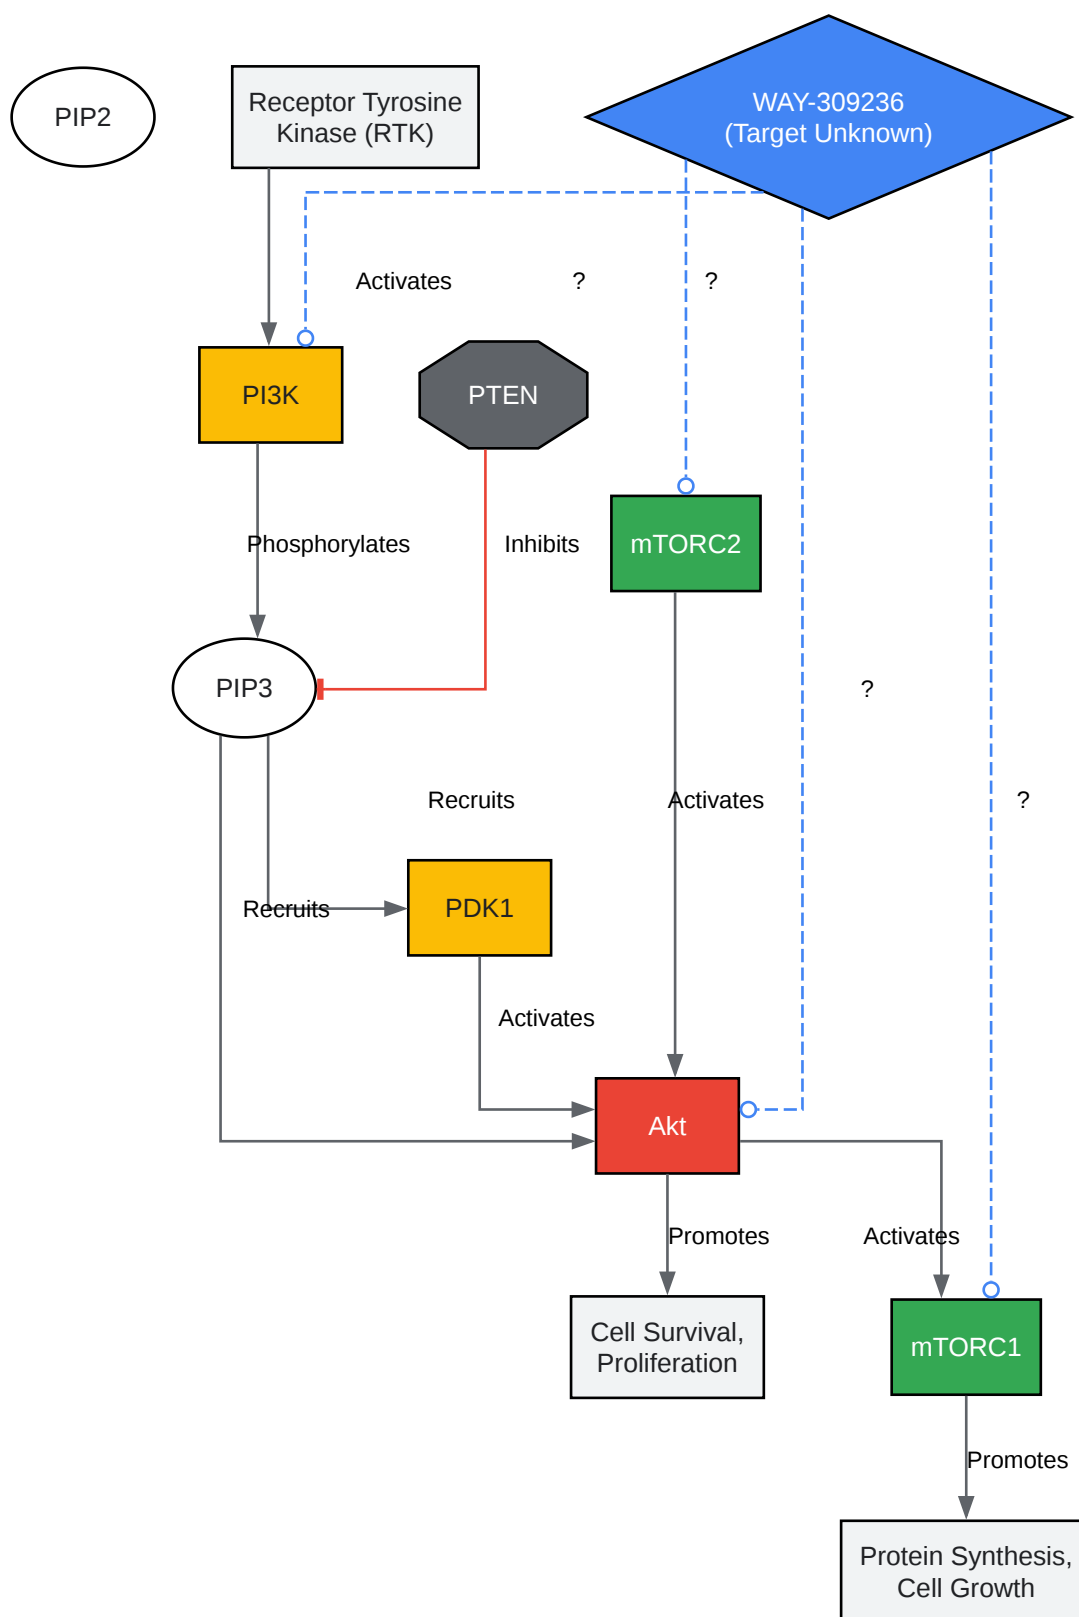 PIP2
Receptor Tyrosine
Kinase (RTK)
WAY-309236
(Target Unknown)
Activates
?
?
PI3K
PTEN
Phosphorylates
Inhibits
mTORC2
PIP3
?
Recruits
Activates
?
Recruits
PDK1
Activates
Akt
Promotes
Activates
Cell Survival,
Proliferation
mTORC1
Promotes
Protein Synthesis,
Cell Growth